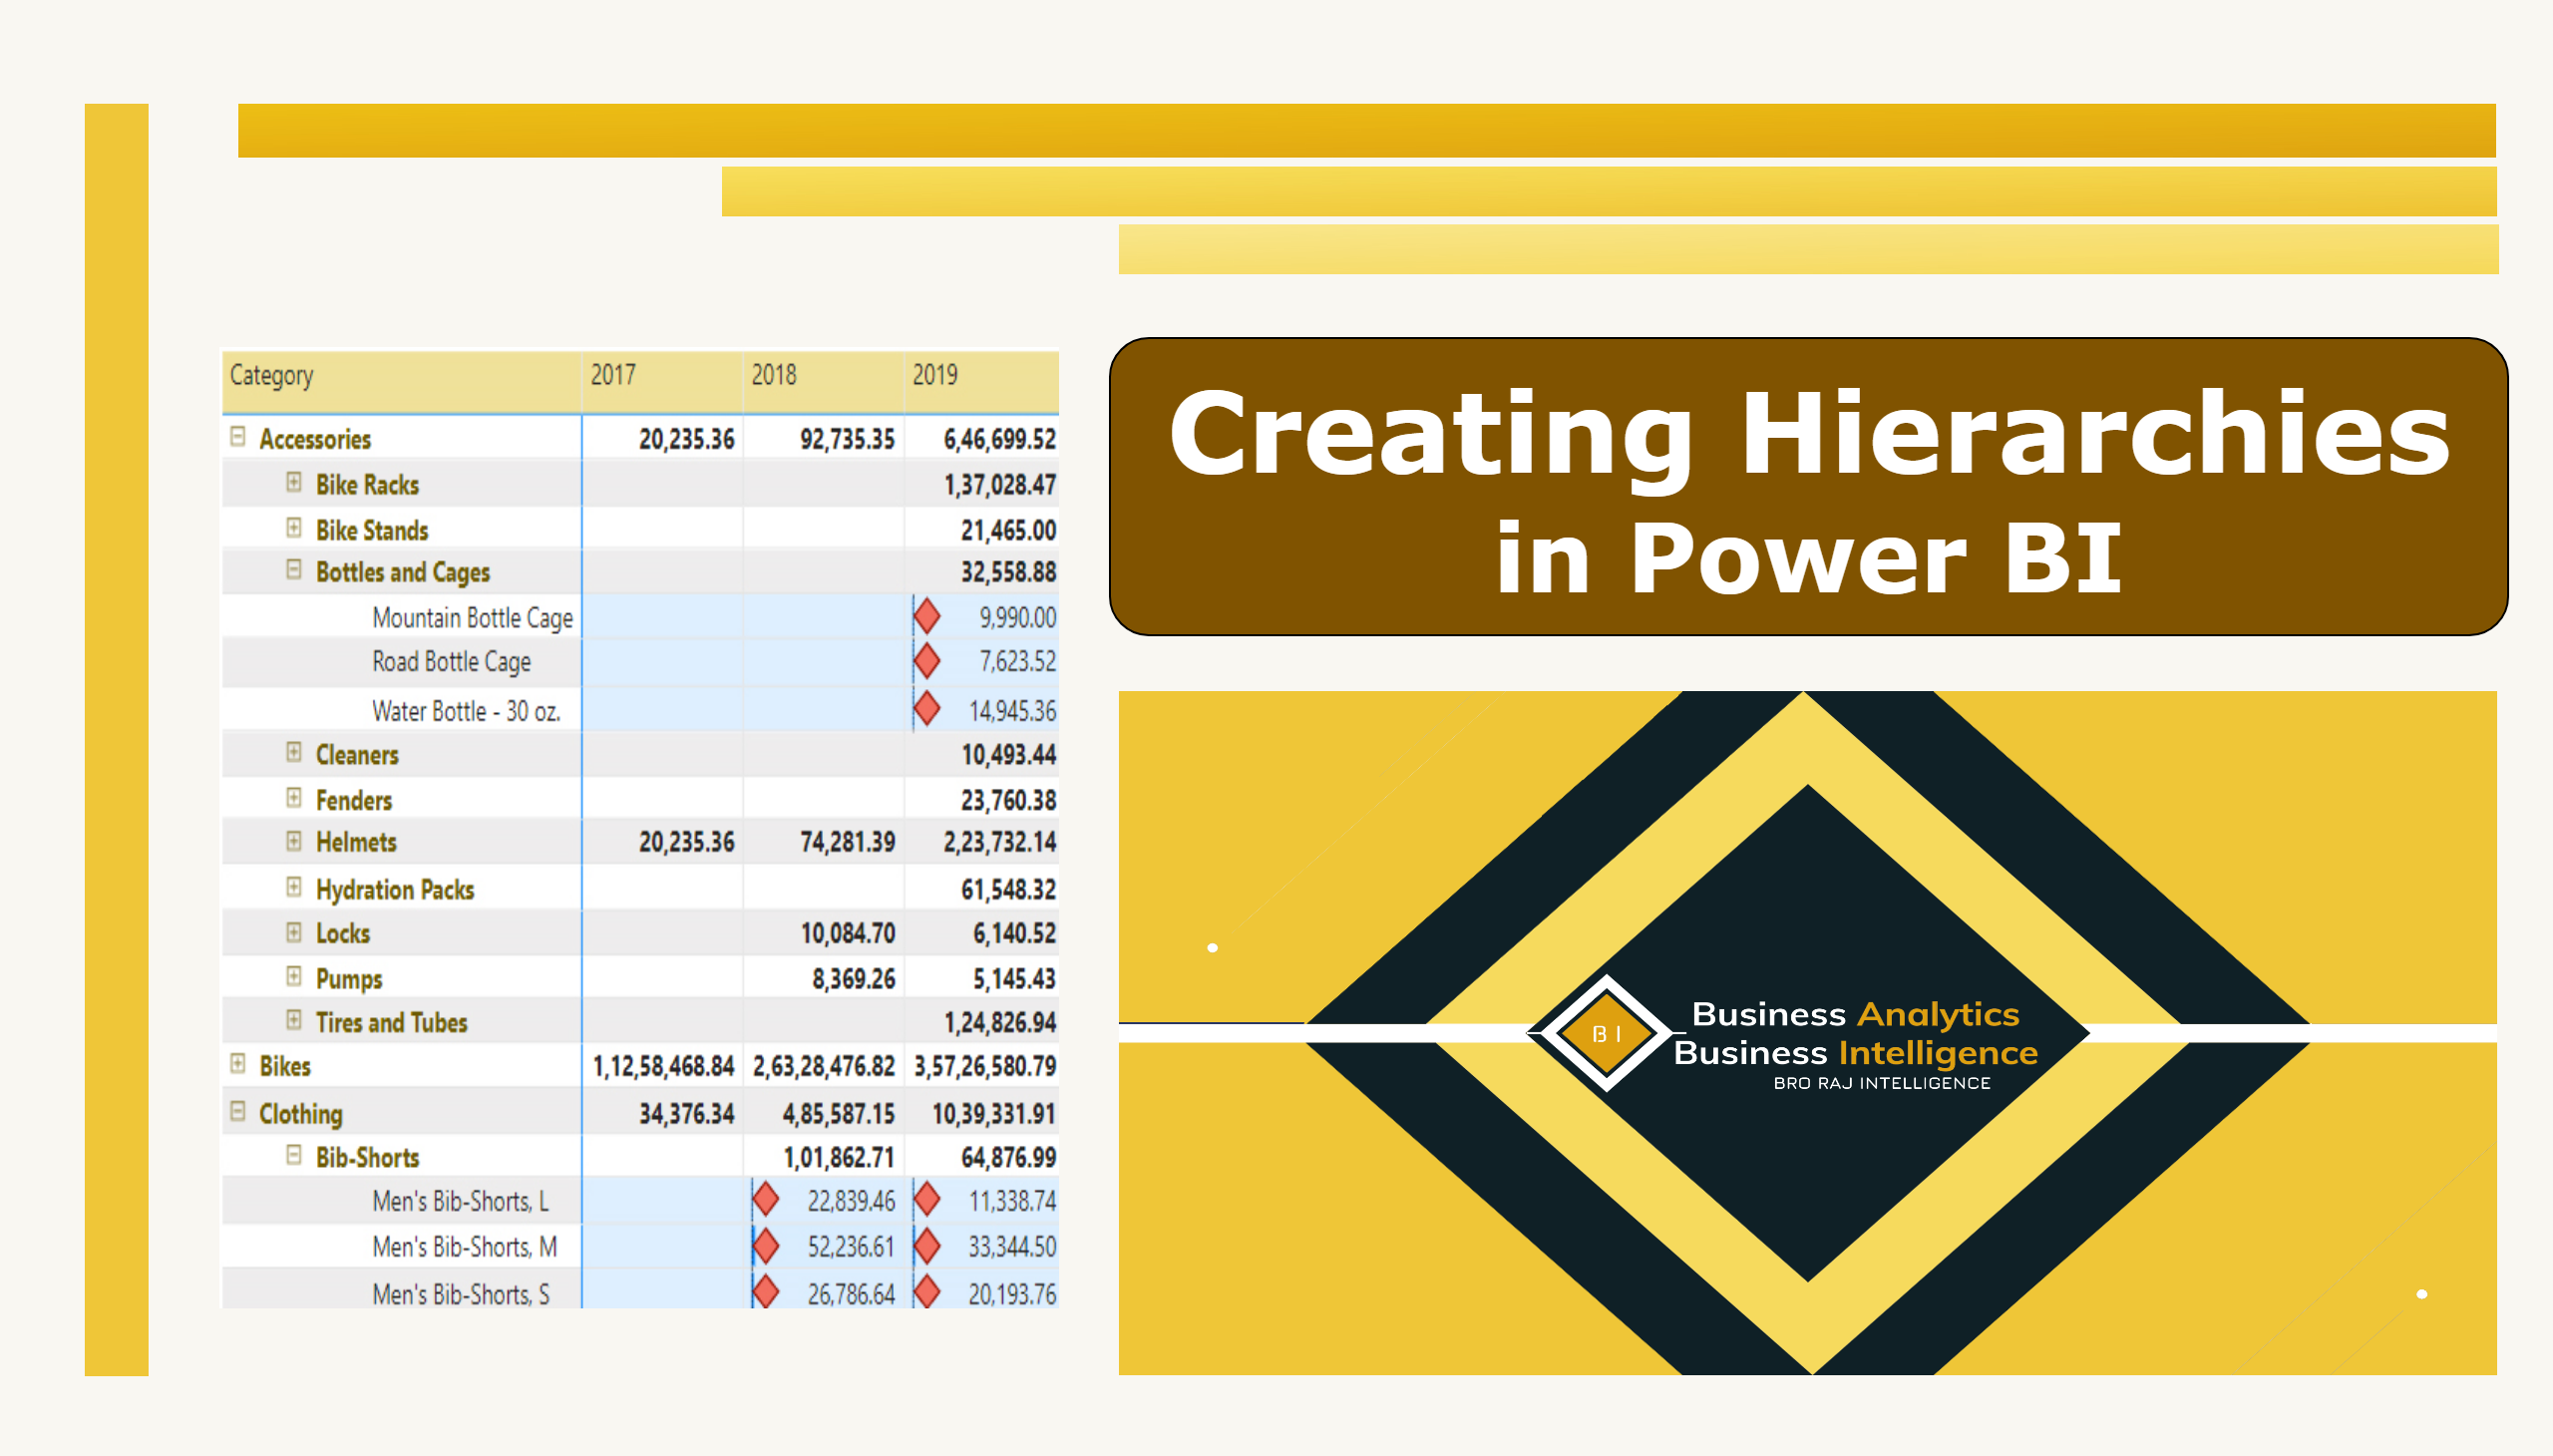 Category 2017 2018 2019
Accessories 20,235.36 92,735.35 6,46,699.52
Bike Racks 1,37,028.47
Bike Stands 21,465.00
Bottles and Cages 32,558.88
Mountain Bottle Cage 9,990.00
Road Bottle Cage 7,623.52
Water Bottle - 30 oz. 14,945.36
Cleaners 10,493.44
Fenders 23,760.38
Helmets 20,235.36 74,281.39 2,23,732.14
Hydration Packs 61,548.32
Locks 10,084.70 6,140.52
Pumps 8,369.26 5,145.43
Tires and Tubes 1,24,826.94
Bikes 1,12,58,468.84 2,63,28,476.82 3,57,26,580.79
Clothing 34,376.34 4,85,587.15 10,39,331.91
Bib-Shorts 1,01,862.71 64,876.99
Men's Bib-Shorts, L 22,839.46 11,338.74
Men's Bib-Shorts, M 52,236.61 33,344.50
Men's Bib-Shorts, S 26,786.64 20,193.76
Creating Hierarchies
in Power BI
BI
Business Analytics
Business Intelligence
BRO RAJ INTELLIGENCE